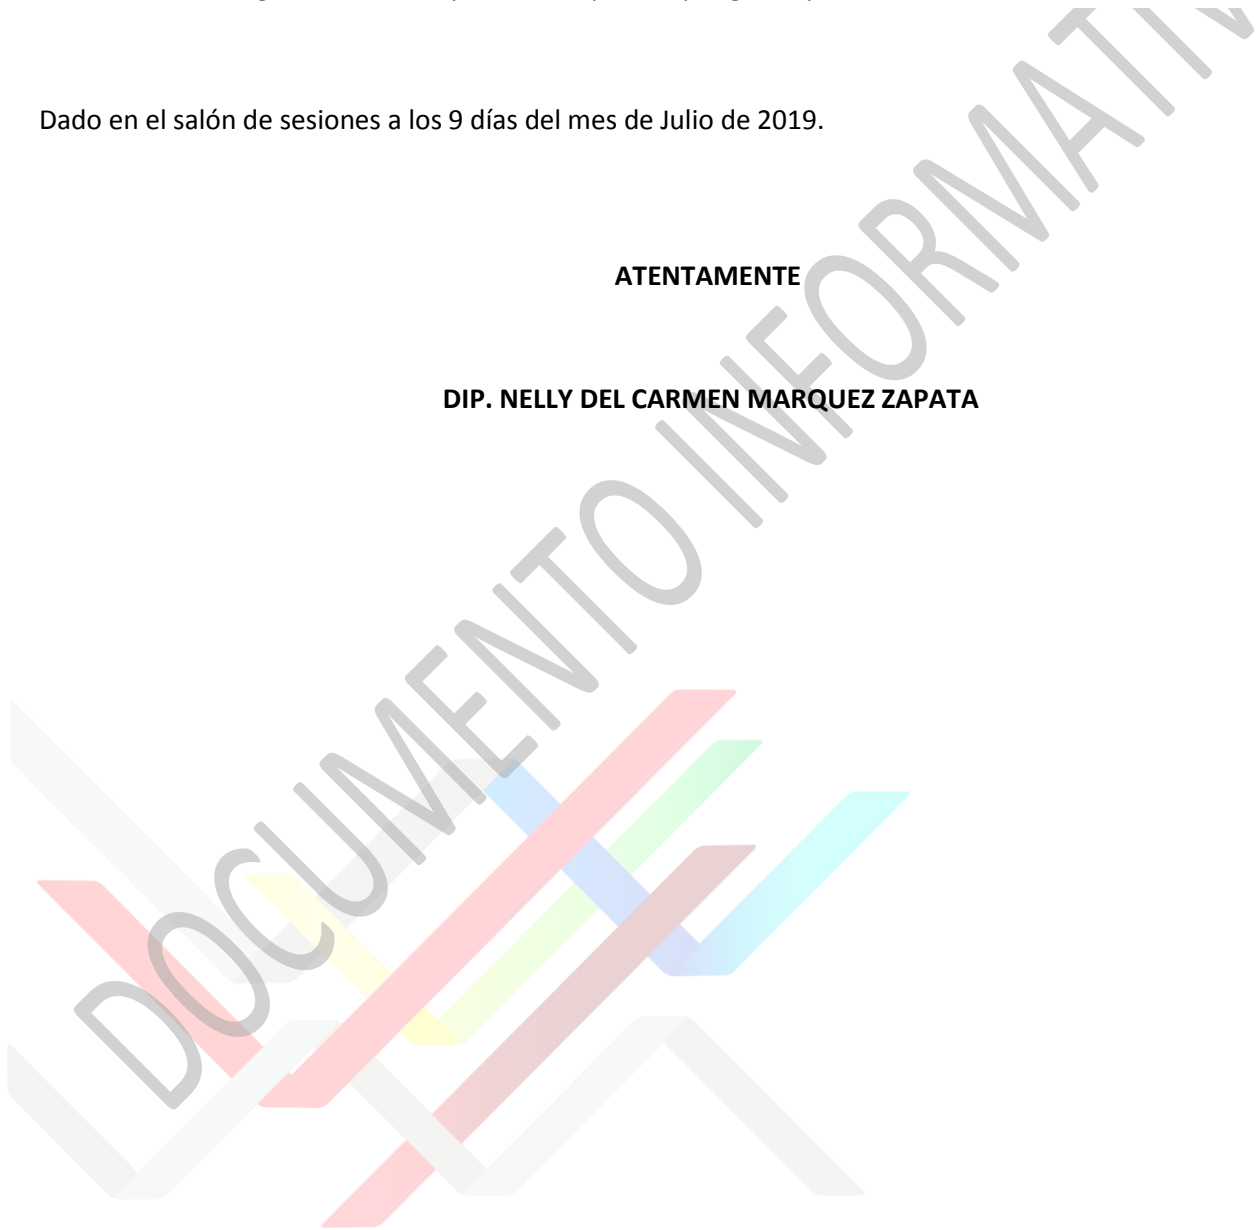 Dado en el salón de sesiones a los 9 días del mes de Julio de 2019.
ATENTAMENTE
DIP. NELLY DEL CARMEN MARQUEZ ZAPATA
DOCUMENTO INFORMATIV